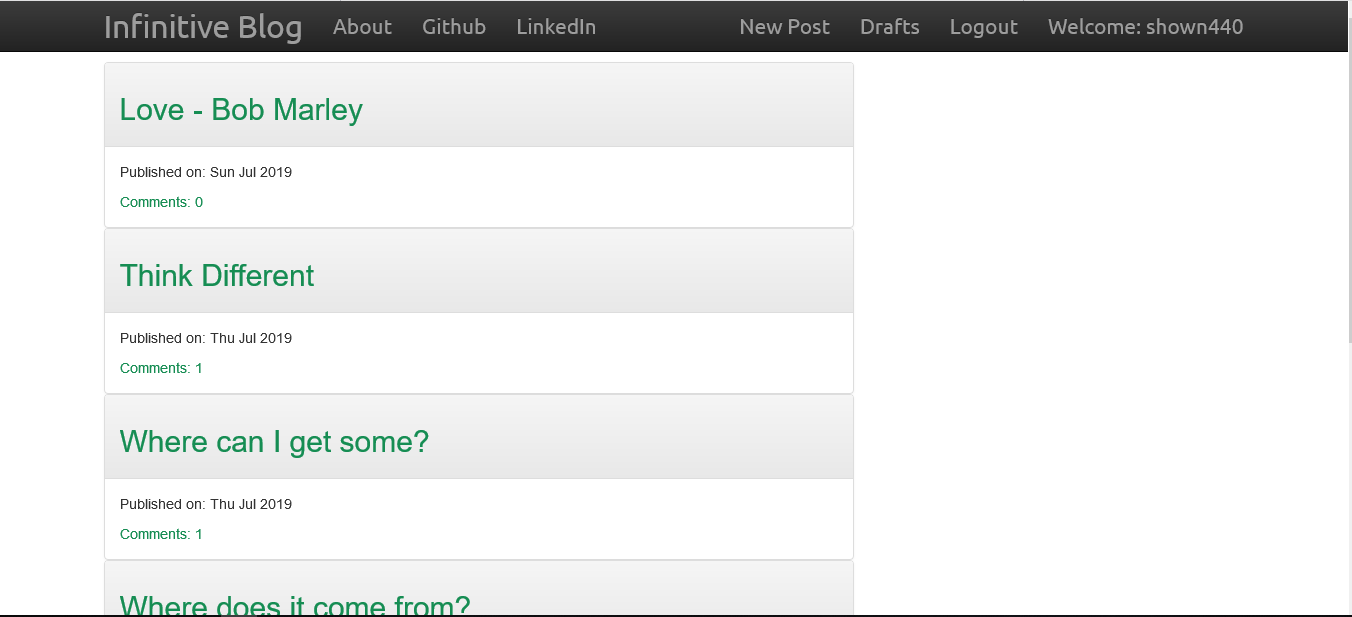 Infinitive Blog About Github LinkedIn New Post Drafts Logout Welcome: shown440
Love - Bob Marley
Published on: Sun Jul 2019
Comments: 0
Think Different
Published on: Thu Jul 2019
Comments: 1
Where can I get some?
Published on: Thu Jul 2019
Comments: 1
Where does it come from?